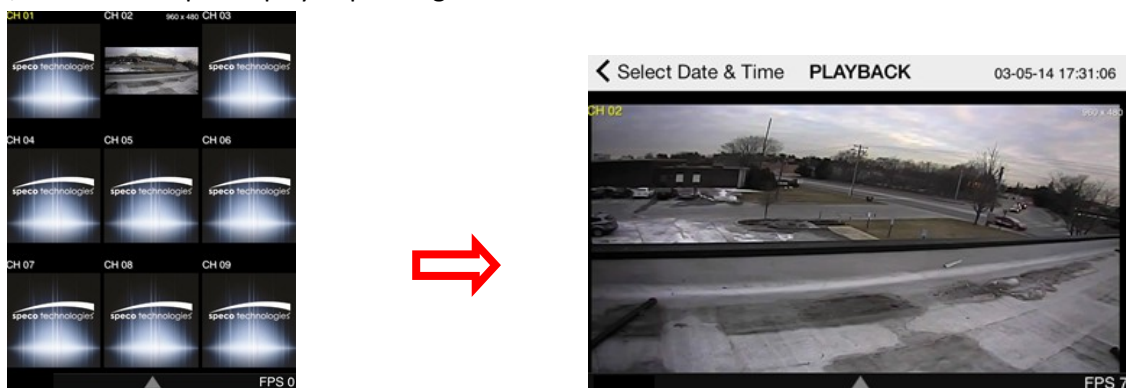 CH 01 CH 02 960 x 480 CH 03
speco technologies speco technologies
CH 04 CH 05 CH 06
speco technologies speco technologies speco technologies
CH 07 CH 08 CH 09
speco technologies speco technologies speco technologies
FPS 0
Select Date & Time PLAYBACK 03-05-14 17:31:06
CH 02 960 x 480
FPS 7